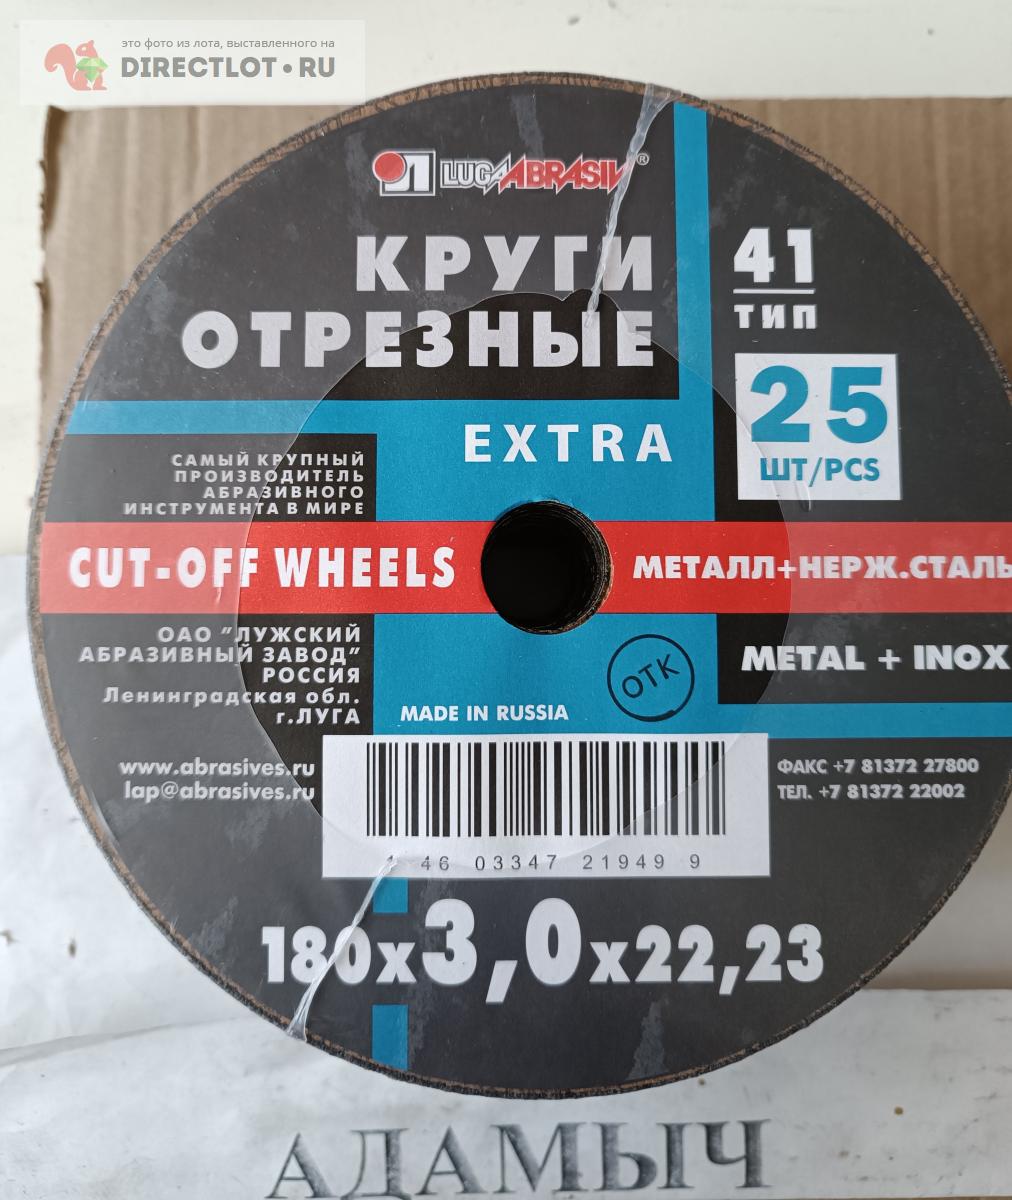 это фото из лота, выставленного на
DIRECTLOT•RU
LUGAABRASIV®
КРУГИ
ОТРЕЗНЫЕ
41
ТИП
25
ШТ/PCS
EXTRA
САМЫЙ КРУПНЫЙ
ПРОИЗВОДИТЕЛЬ
АБРАЗИВНОГО
ИНСТРУМЕНТА В МИРЕ
CUT-OFF WHEELS
МЕТАЛЛ+НЕРЖ.СТАЛЬ
ОАО "ЛУЖСКИЙ
АБРАЗИВНЫЙ ЗАВОД"
РОССИЯ
Ленинградская обл.
г.ЛУГА
METAL + INOX
ОТК
MADE IN RUSSIA
www.abrasives.ru
lap@abrasives.ru
ФАКС +7 81372 27800
ТЕЛ. +7 81372 22002
1 46 03347 21949 9
180x3,0x22,23
АДАМЫЧ